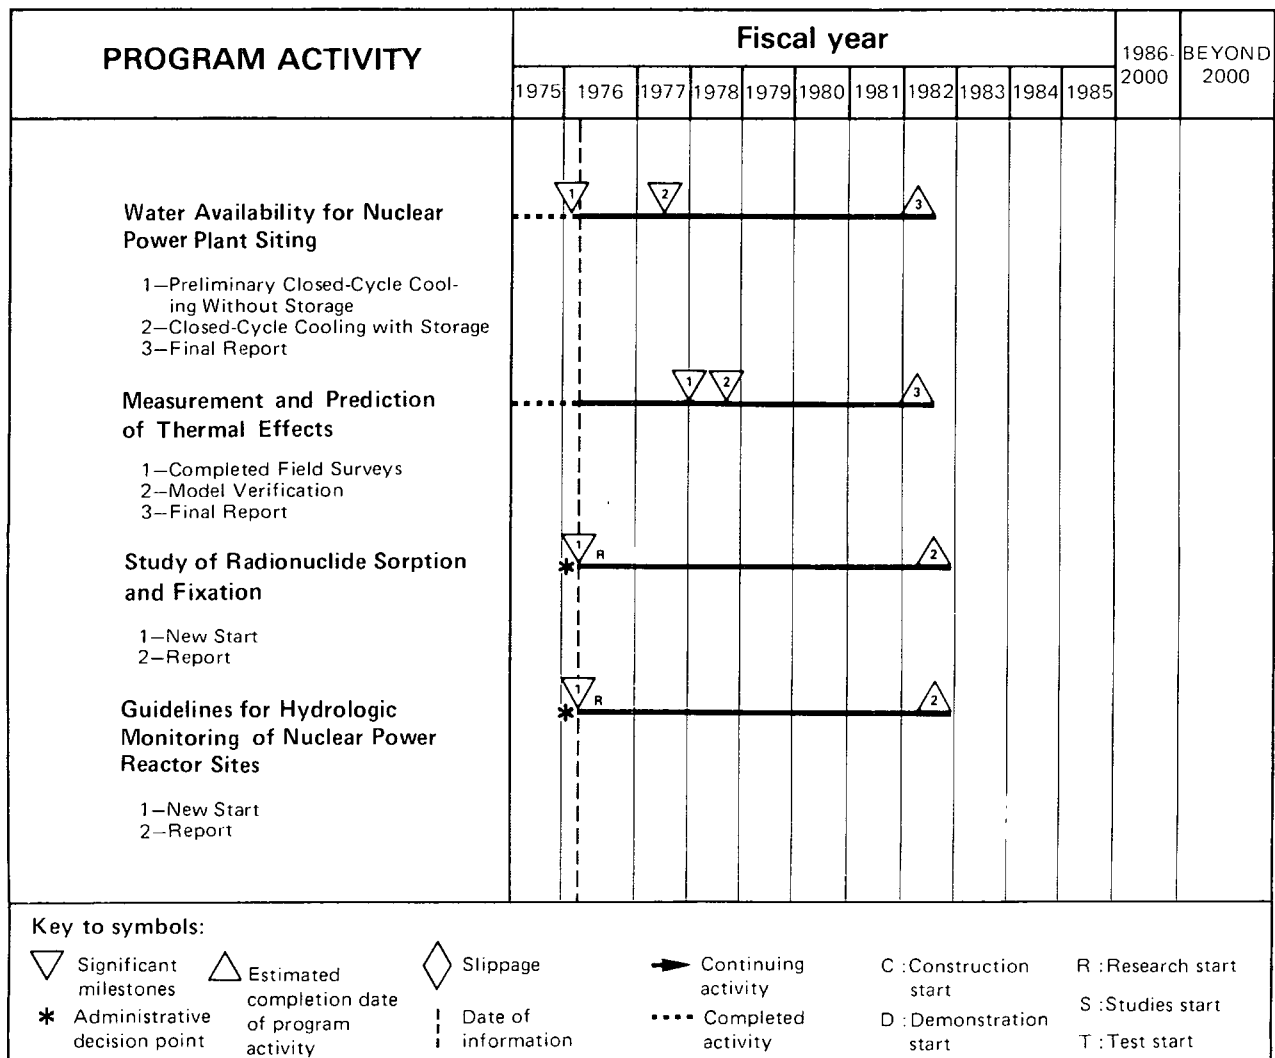 PROGRAM ACTIVITY
Fiscal year
1975 1976 1977 1978 1979 1980 1981 1982 1983 1984 1985
1986-
2000
BEYOND
2000
Water Availability for Nuclear
Power Plant Siting
1 2 3
1—Preliminary Closed-Cycle Cool-
ing Without Storage
2—Closed-Cycle Cooling with Storage
3—Final Report
Measurement and Prediction
of Thermal Effects
1 2 3
1—Completed Field Surveys
2—Model Verification
3—Final Report
Study of Radionuclide Sorption
and Fixation
* 1 R 2
1—New Start
2—Report
Guidelines for Hydrologic
Monitoring of Nuclear Power
Reactor Sites
* 1 R 2
1—New Start
2—Report
Key to symbols:
Significant
milestones
* Administrative
decision point
Estimated
completion date
of program
activity
Slippage
Date of
information
Continuing
activity
Completed
activity
C :Construction
start
D :Demonstration
start
R :Research start
S :Studies start
T :Test start